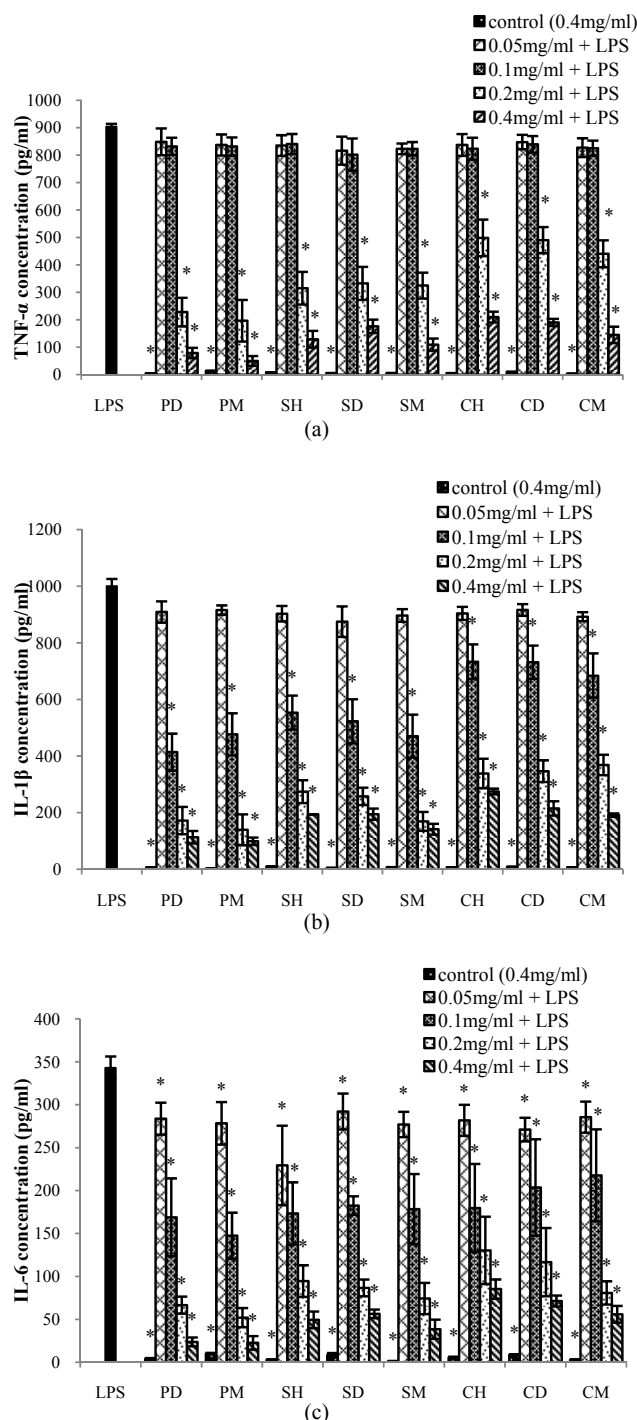 control (0.4mg/ml)
0.05mg/ml + LPS
0.1mg/ml + LPS
0.2mg/ml + LPS
0.4mg/ml + LPS
TNF-α concentration (pg/ml)
1000
900
800
700
600
500
400
300
200
100
0
* * * * * * * *
* * * * * * * *
* * * * * * * *
LPS PD PM SH SD SM CH CD CM
(a)
control (0.4mg/ml)
0.05mg/ml + LPS
0.1mg/ml + LPS
0.2mg/ml + LPS
0.4mg/ml + LPS
IL-1β concentration (pg/ml)
1200
1000
800
600
400
200
0
* * * * * * * *
* * * * * * * *
* * * * * * * *
* * * * * * * *
LPS PD PM SH SD SM CH CD CM
(b)
control (0.4mg/ml)
0.05mg/ml + LPS
0.1mg/ml + LPS
0.2mg/ml + LPS
0.4mg/ml + LPS
IL-6 concentration (pg/ml)
400
350
300
250
200
150
100
50
0
* * * * * * * *
* * * * * * * *
* * * * * * * *
* * * * * * * *
* * * * * * * *
LPS PD PM SH SD SM CH CD CM
(c)